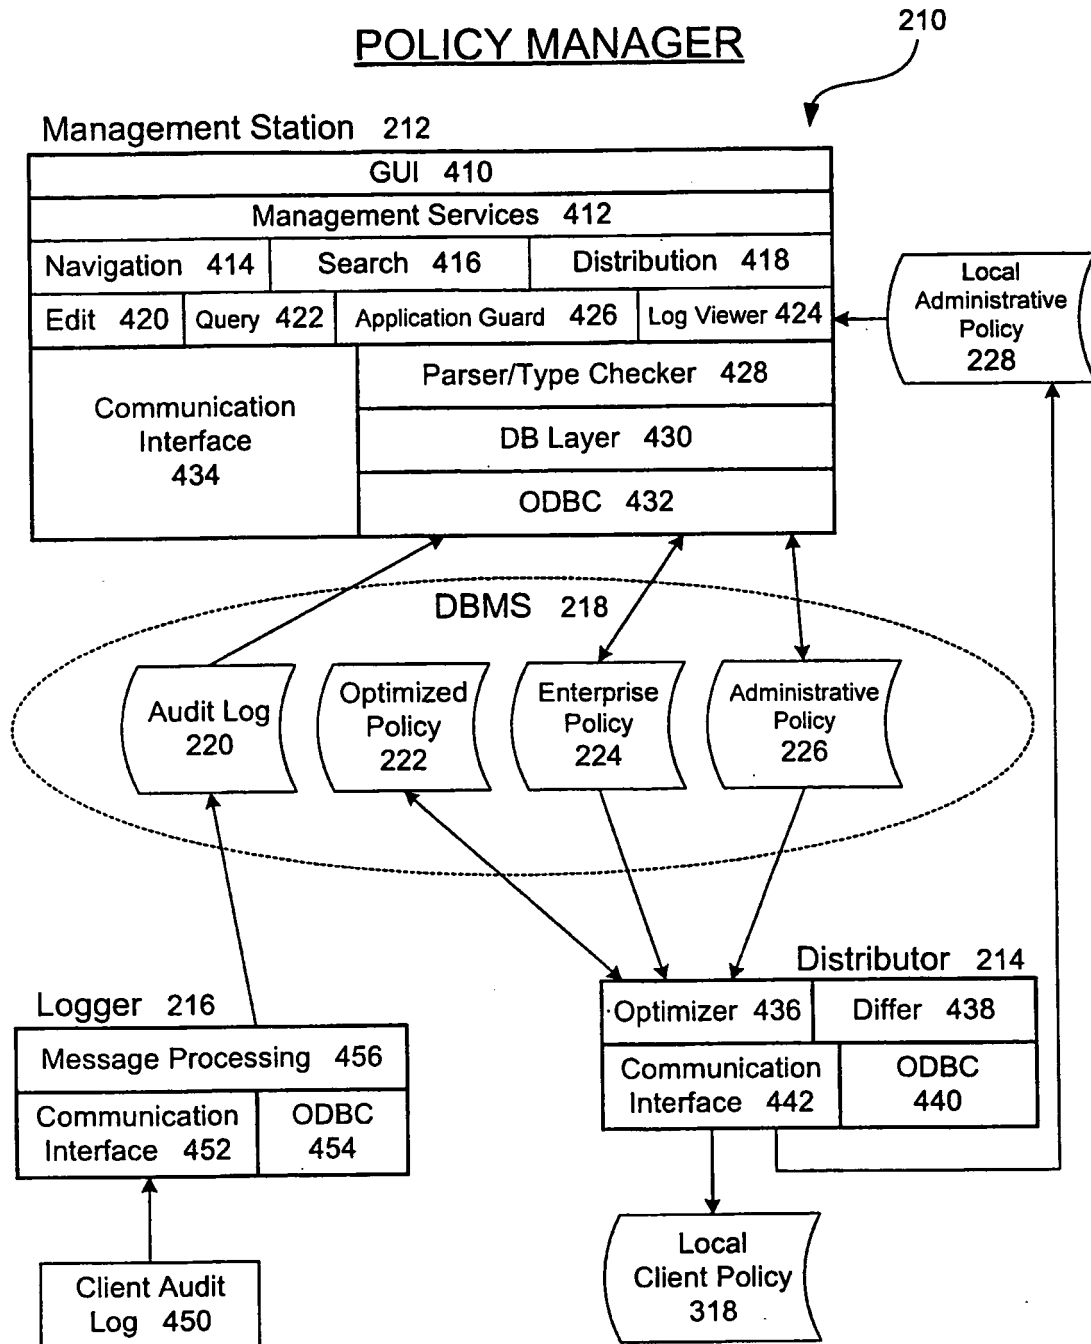 210
POLICY MANAGER
Management Station 212
GUI 410
Management Services 412
Navigation 414
Search 416
Distribution 418
Edit 420
Query 422
Application Guard 426
Log Viewer 424
Local
Administrative
Policy
228
Communication
Interface
434
Parser/Type Checker 428
DB Layer 430
ODBC 432
DBMS 218
Audit Log
220
Optimized
Policy
222
Enterprise
Policy
224
Administrative
Policy
226
Logger 216
Message Processing 456
Communication
Interface 452
ODBC
454
Client Audit
Log 450
Distributor 214
Optimizer 436
Differ 438
Communication
Interface 442
ODBC
440
Local
Client Policy
318